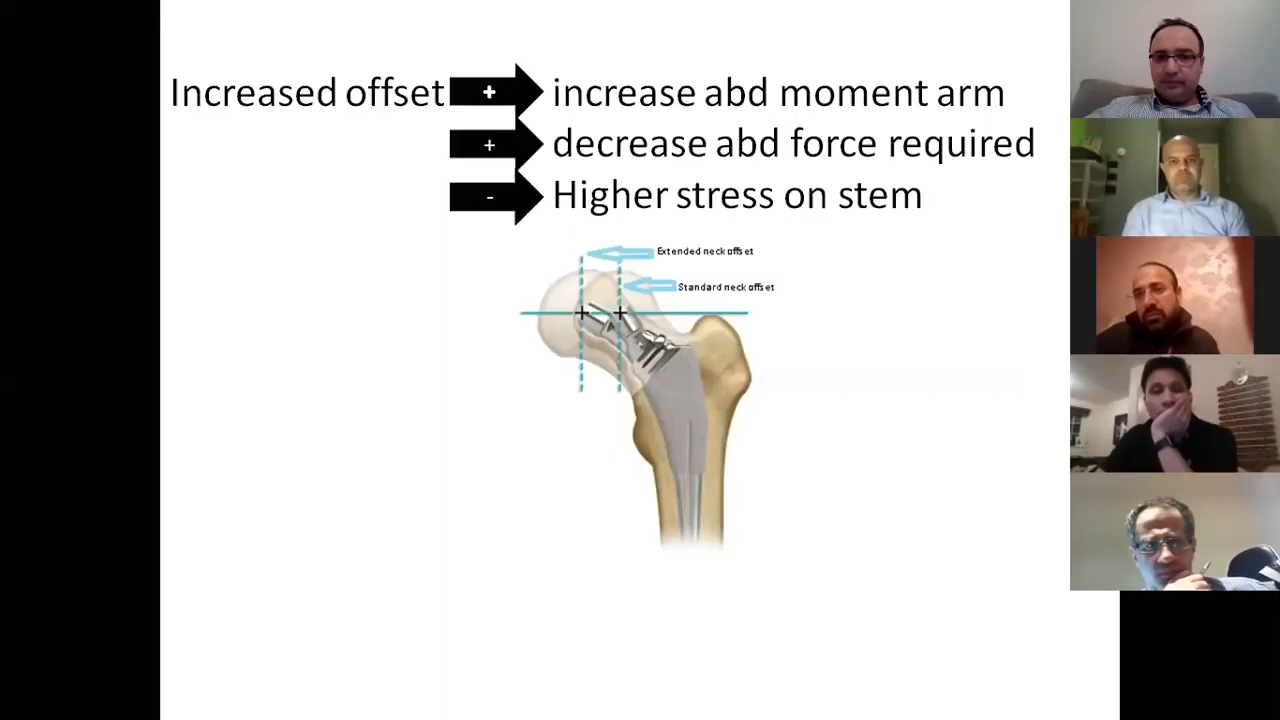 Increased offset + increase abd moment arm
+ decrease abd force required
- Higher stress on stem
Extended neck offset
Standard neck offset